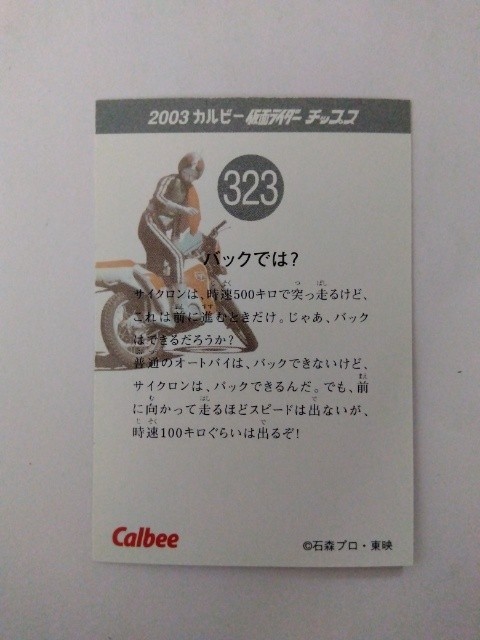 2003 カルビー 仮面ライダー チップス
323
バックでは?
サイクロンは、時速500キロで突っ走るけど、
これは前に進むときだけ。じゃあ、バック
はできるだろうか?
普通のオートバイは、バックできないけど、
サイクロンは、バックできるんだ。でも、前
に向かって走るほどスピードは出ないが、
時速100キロぐらいは出るぞ!
Calbee
©石森プロ・東映